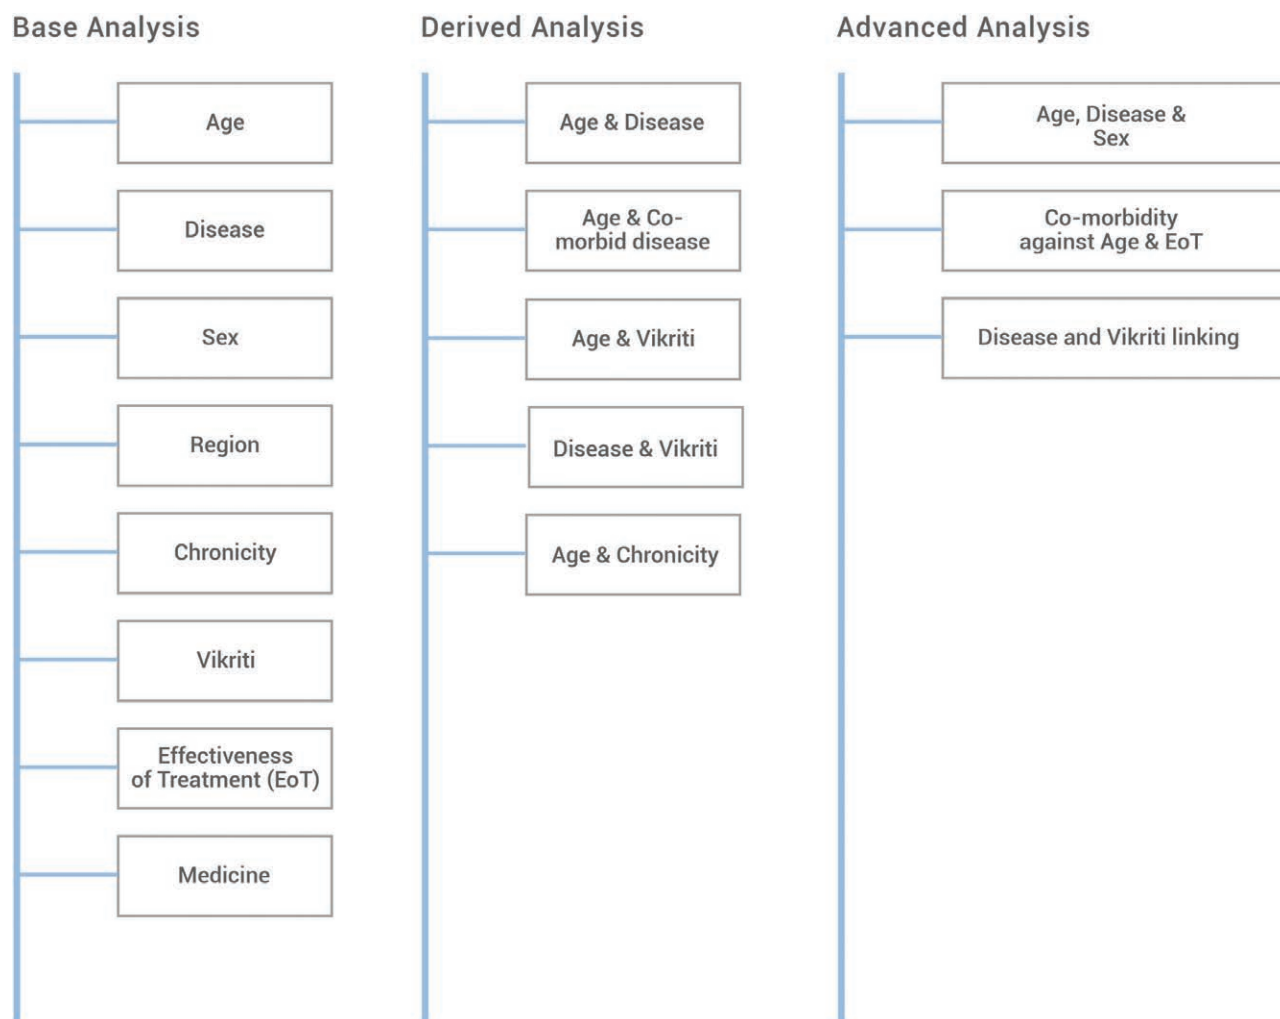 Base Analysis
Age
Disease
Sex
Region
Chronicity
Vikriti
Effectiveness
of Treatment (EoT)
Medicine
Derived Analysis
Age & Disease
Age & Co-
morbid disease
Age & Vikriti
Disease & Vikriti
Age & Chronicity
Advanced Analysis
Age, Disease &
Sex
Co-morbidity
against Age & EoT
Disease and Vikriti linking